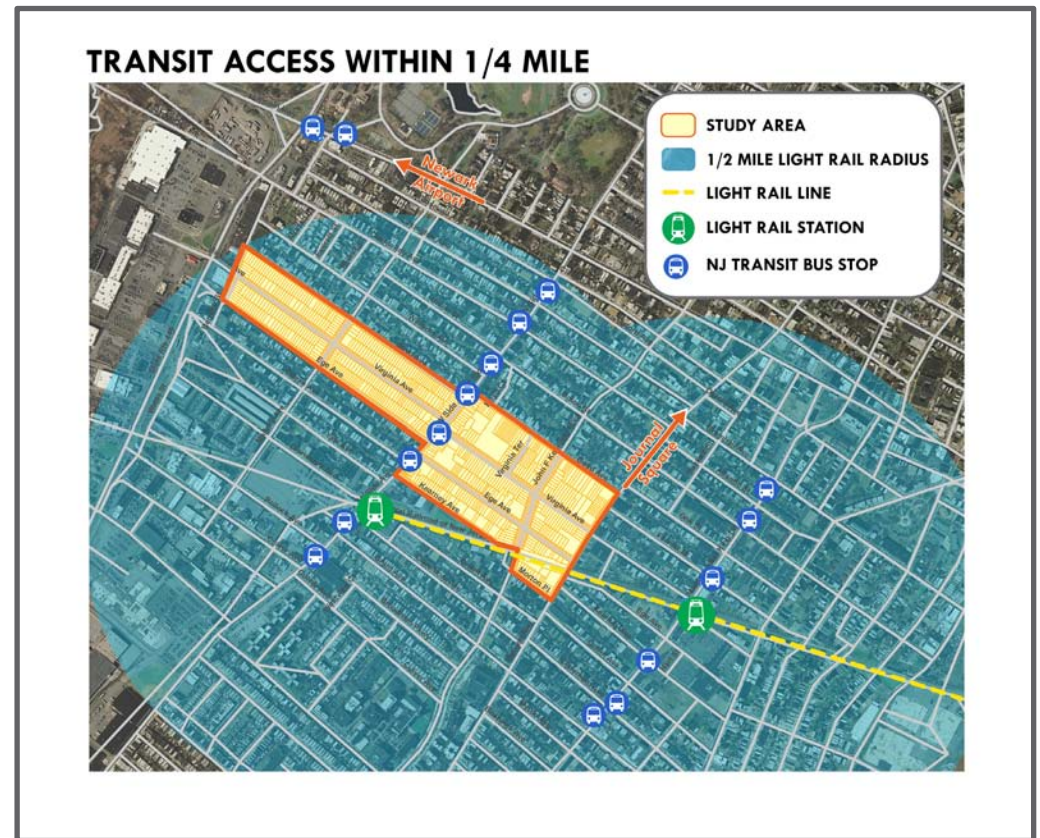 TRANSIT ACCESS WITHIN 1/4 MILE
STUDY AREA
1/2 MILE LIGHT RAIL RADIUS
LIGHT RAIL LINE
LIGHT RAIL STATION
NJ TRANSIT BUS STOP
Newark
Airport
Virginia Ave
Ege Ave
Side
Virginia Ter
John F
Journal
Square
Kearney Ave
Ege Ave
Virginia Ave
Morton Pl